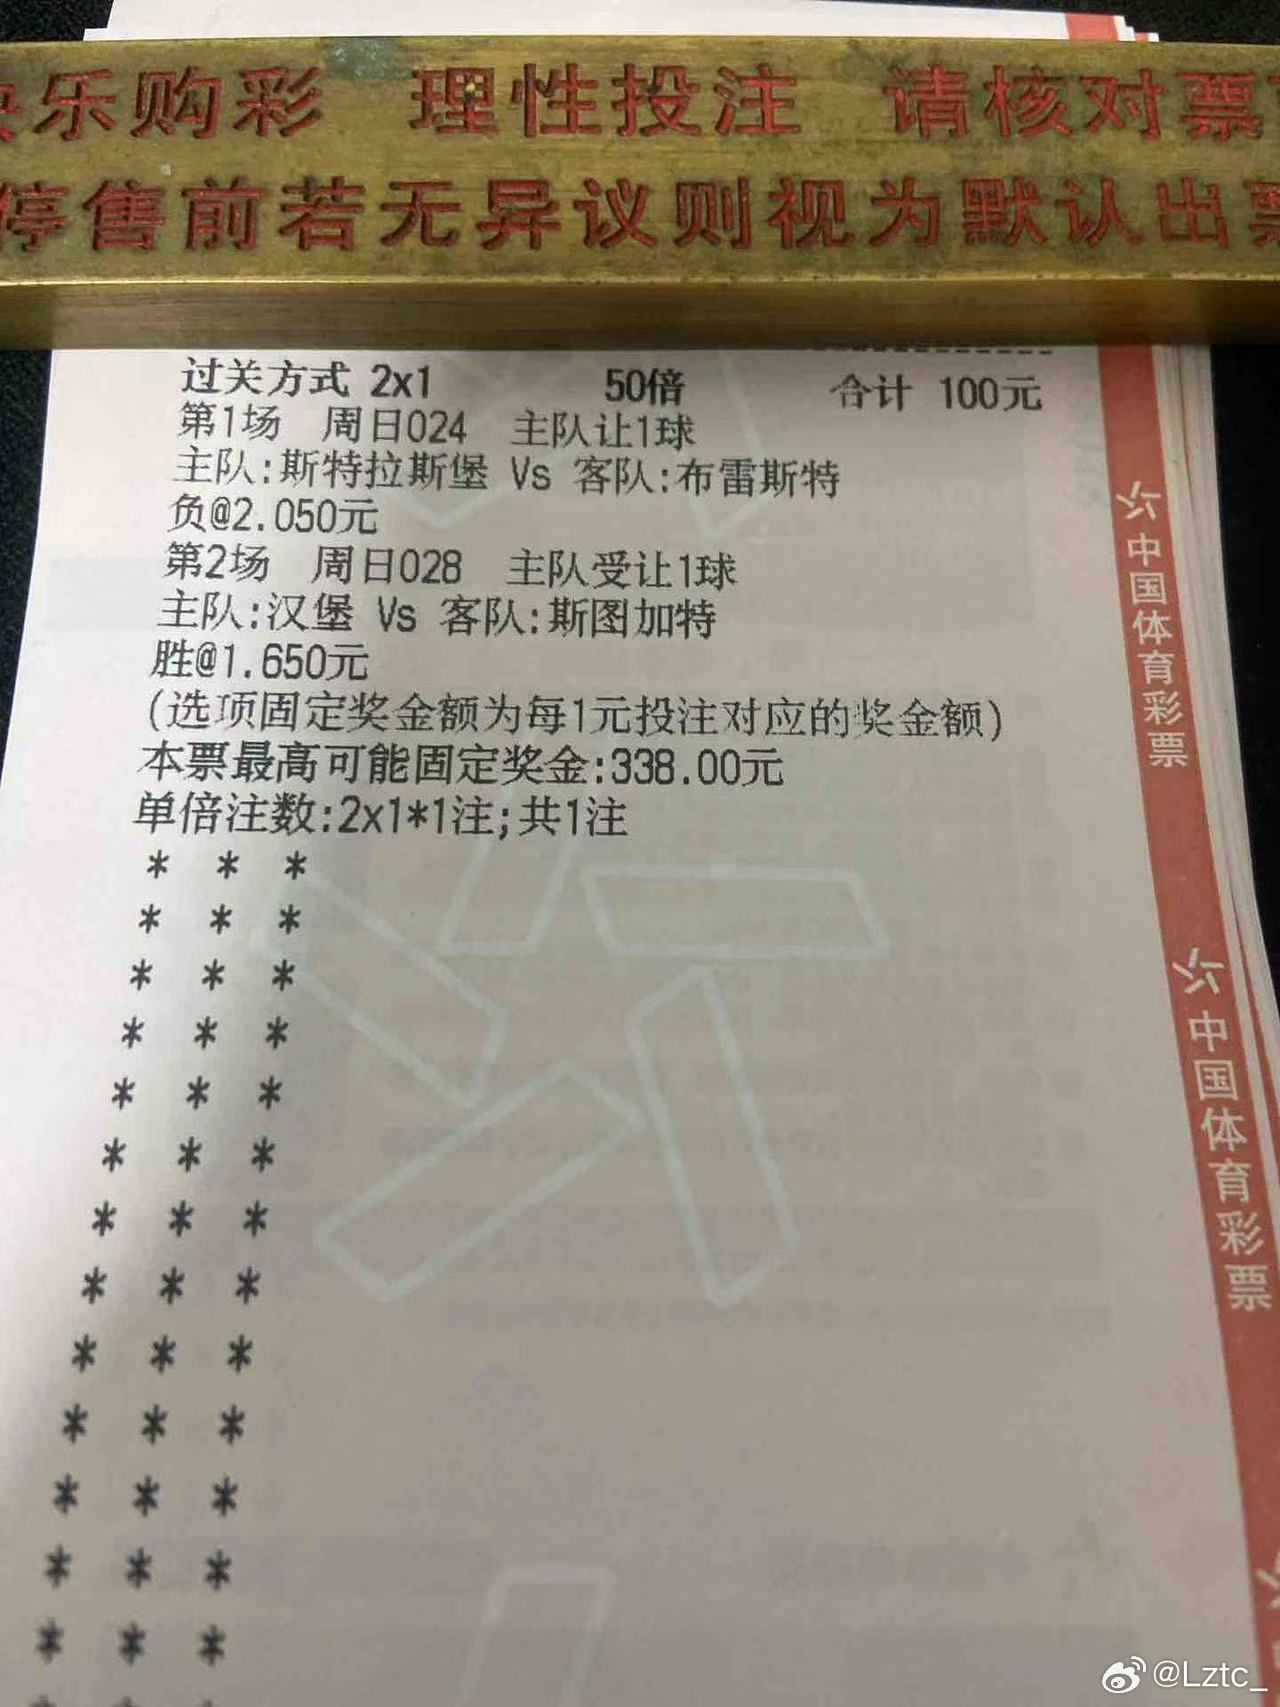 乐购彩 理性投注 请核对票
停售前若无异议则视为默认出票
过关方式 2x1 50倍 合计 100元
第1场 周日024 主队让1球
主队:斯特拉斯堡 Vs 客队:布雷斯特
负@2.050元
第2场 周日028 主队受让1球
主队:汉堡 Vs 客队:斯图加特
胜@1.650元
(选项固定奖金额为每1元投注对应的奖金额)
本票最高可能固定奖金:338.00元
单倍注数:2x1*1注;共1注
* * *
* * *
* * *
* * *
* * *
* * *
* * *
* * *
* * *
* * *
* * *
* * *
* * *
中国体育彩票
中国体育彩票
@Lztc_